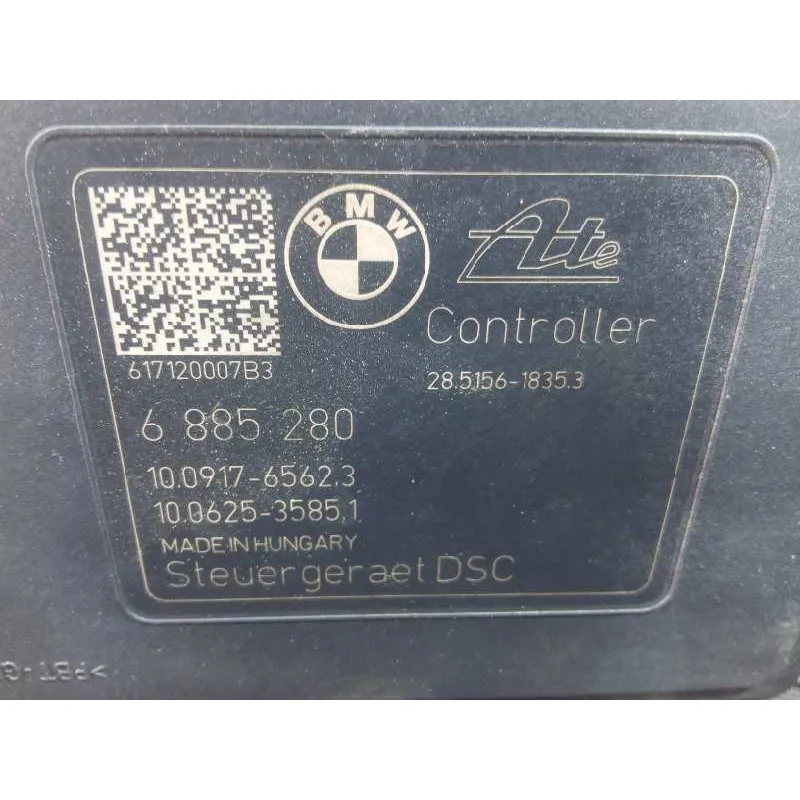 BMW
Ate
Controller
617120007B3
28.5156-1835.3
6 885 280
10.0917-6562.3
10.0625-3585.1
MADE IN HUNGARY
Steuergeraet DSC
>PBT-G